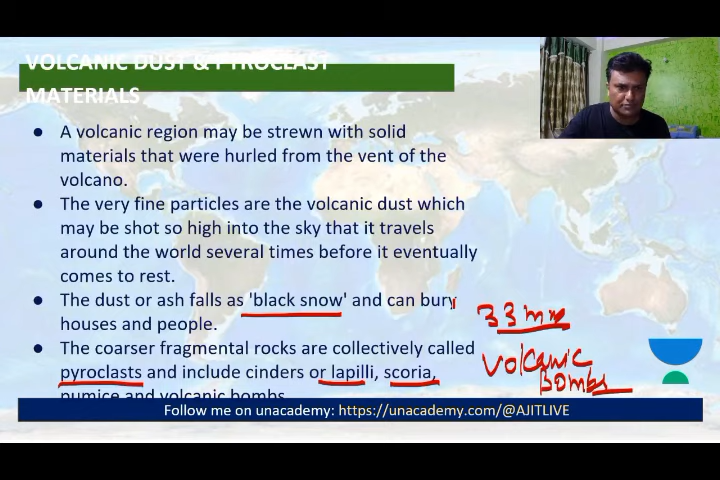 VOLCANIC DUST & PYROCLAST
MATERIALS
● A volcanic region may be strewn with solid
materials that were hurled from the vent of the
volcano.
● The very fine particles are the volcanic dust which
may be shot so high into the sky that it travels
around the world several times before it eventually
comes to rest.
● The dust or ash falls as 'black snow' and can bury
houses and people.
● The coarser fragmental rocks are collectively called
pyroclasts and include cinders or lapilli, scoria,
pumice and volcanic bombs
33
Volcanic
Bombs
Follow me on unacademy: https://unacademy.com/@AJITLIVE